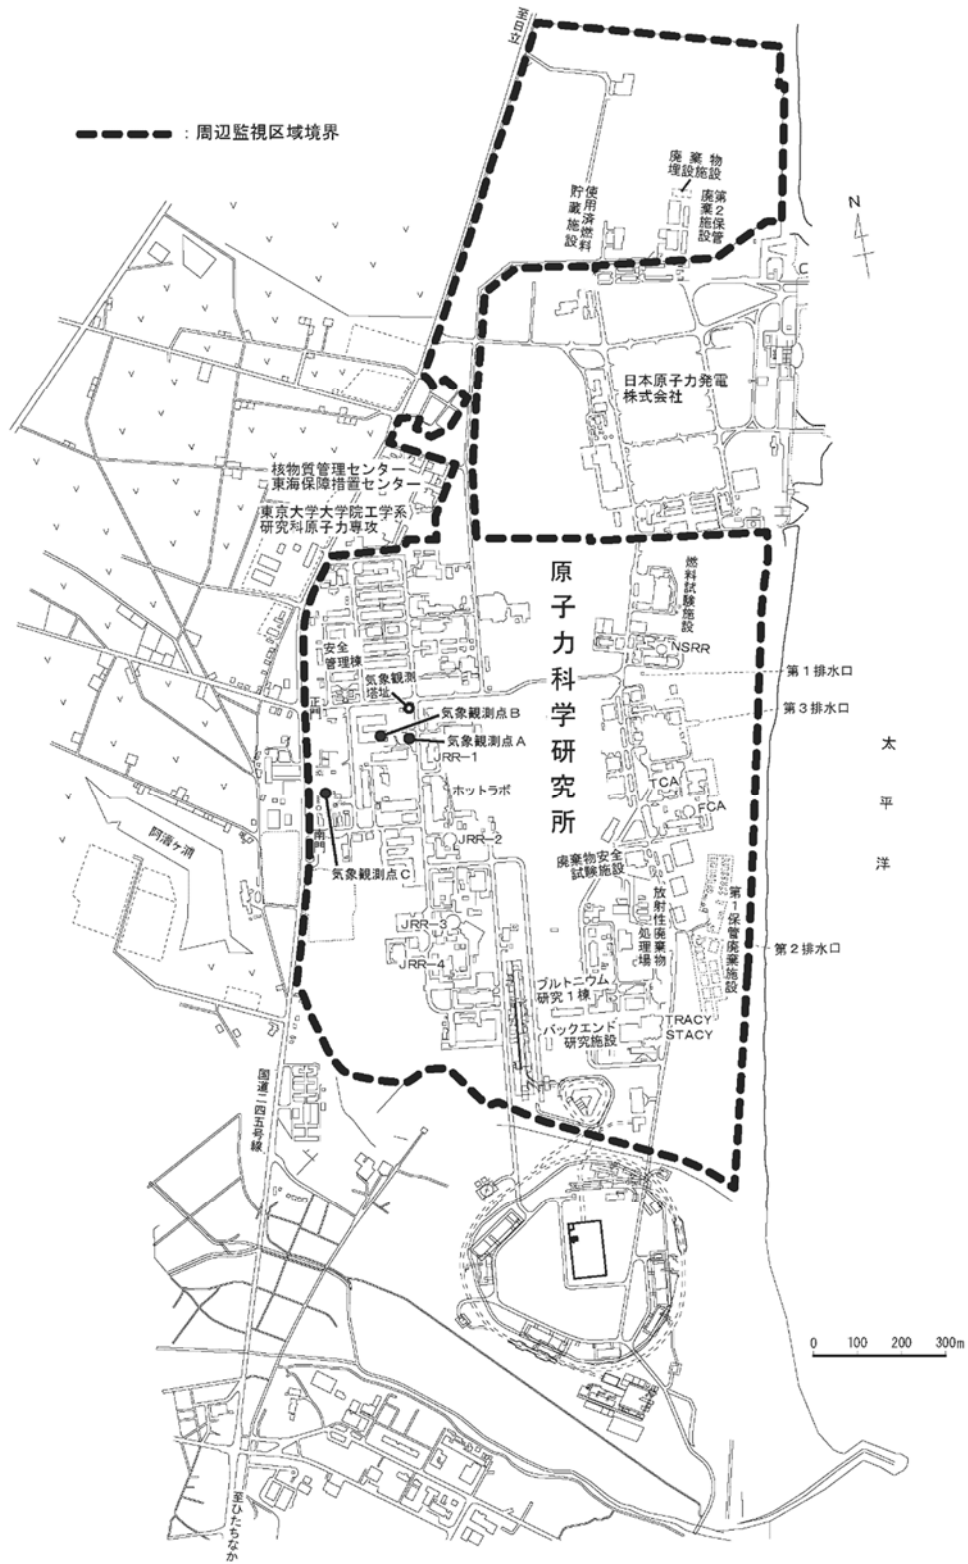 至日立
: 周辺監視区域境界
廃棄物
埋設施設
第2保管
廃棄施設
使用済燃料
貯蔵施設
N
C
日本原子力発電
株式会社
核物質管理センター
東海保障措置センター
東京大学大学院工学系
研究科原子力専攻
原子力科学研究所
燃料試験施設
NSRR
安全
管理棟
気象観測
塔址
正門
第1排水口
気象観測点B
第3排水口
気象観測点A
JRR-1
太平洋
TCA
ホットラボ
FCA
南門
JRR-2
阿漕ヶ浦
気象観測点C
廃棄物安全
試験施設
放射性廃棄物
処理場
第1保管廃棄施設
JRR-3
第2排水口
JRR-4
プルトニウム
研究1棟
TRACY
STACY
バックエンド
研究施設
国道二四五号線
0 100 200 300m
至ひたちなか